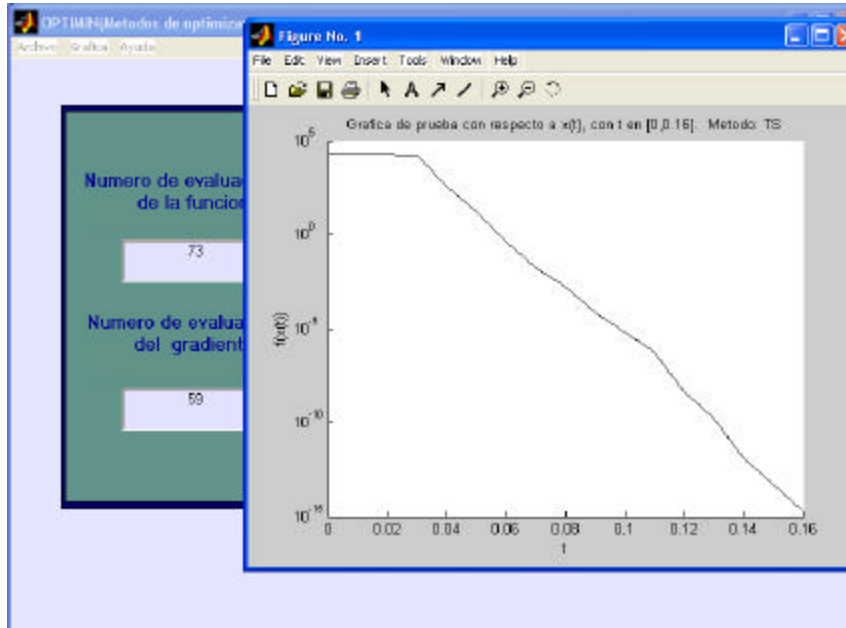 OPTIMIN(Metodos de optimiza
Archivo Grafica Ayuda
Numero de evalua
de la funcion
73
Numero de evalua
del gradient
59
Figure No. 1
File Edit View Insert Tools Window Help
Grafica de prueba con respecto a x(t), con t en [0,0.16]. Metodo: TS
f(x(t))
10^5
10^0
10^-5
10^-10
10^-15
0 0.02 0.04 0.06 0.08 0.1 0.12 0.14 0.16
t